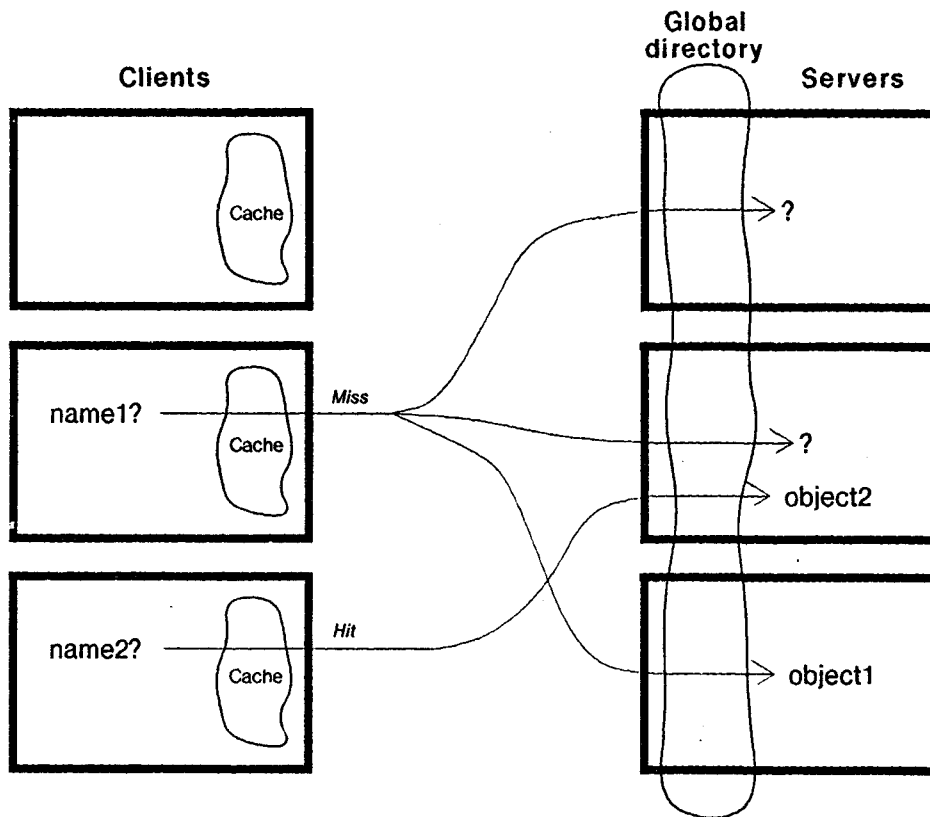 Global
directory
Clients
Servers
Cache
?
name1?
Cache
Miss
?
object2
name2?
Cache
Hit
object1